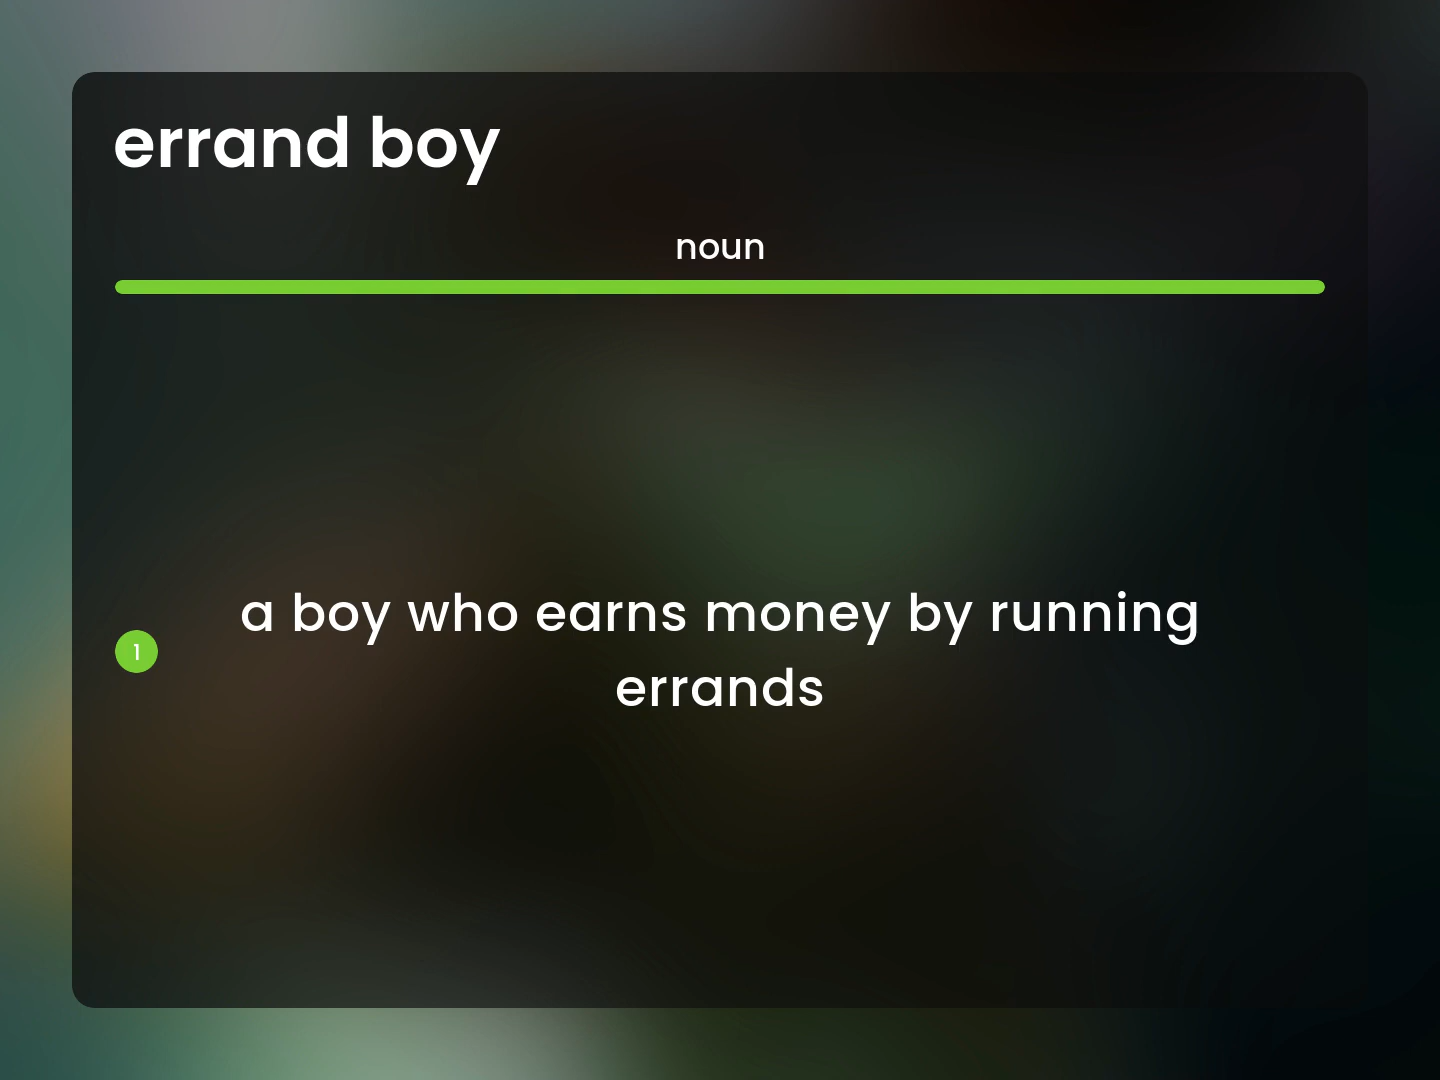 errand boy
noun
1
a boy who earns money by running
errands